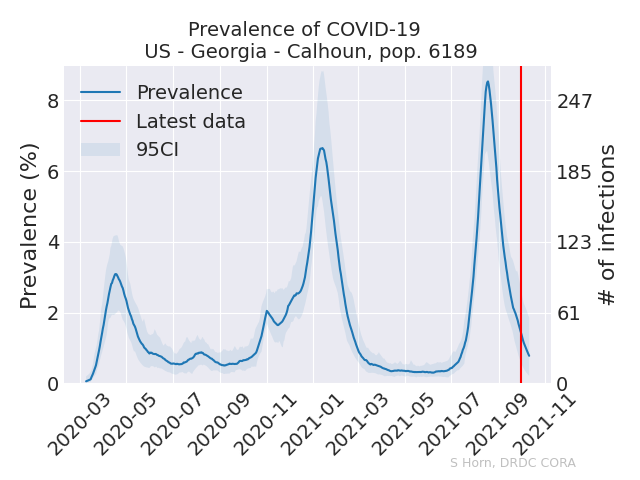 Prevalence of COVID-19
US - Georgia - Calhoun, pop. 6189
Prevalence
Latest data
95CI
Prevalence (%)
8
6
4
2
0
# of infections
247
185
123
61
0
2020-03
2020-05
2020-07
2020-09
2020-11
2021-01
2021-03
2021-05
2021-07
2021-09
2021-11
S Horn, DRDC CORA